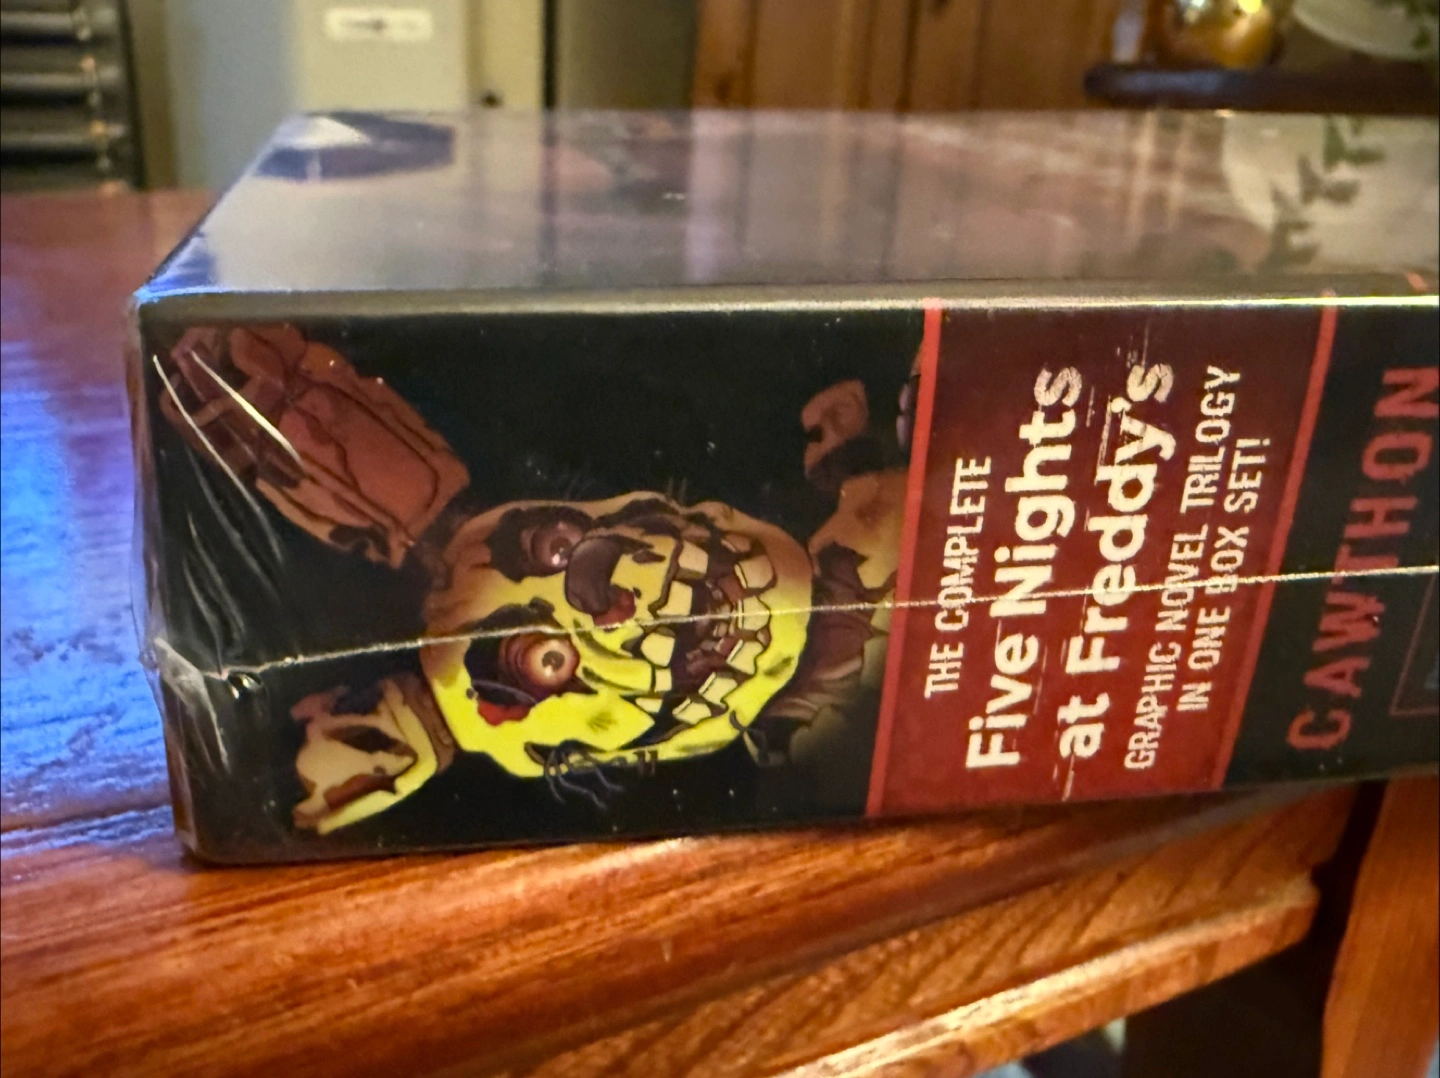 THE COMPLETE
Five Nights
at Freddy's
GRAPHIC NOVEL TRILOGY
IN ONE BOX SET!
CAWTHON